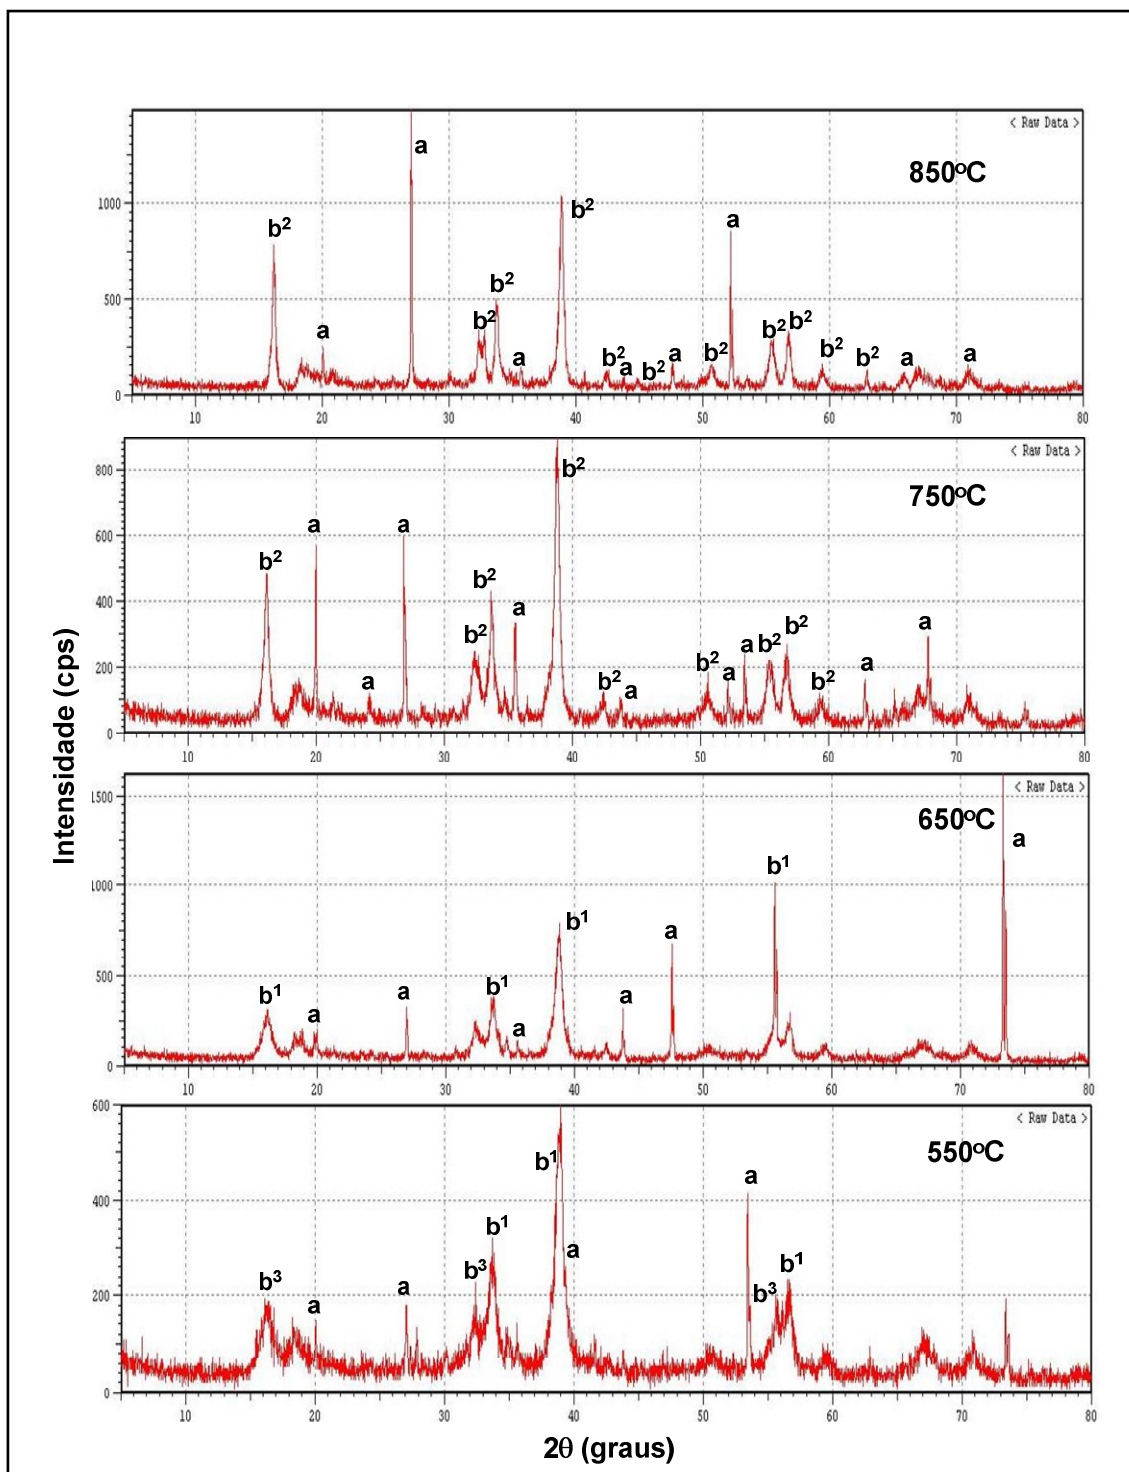 < Raw Data >
850ºC
a
b²
b²
a
b²
a
b²
b²
b²
b²
a
a
b²
a
b²
a
b²
b²
a
a
1000
500
0
10 20 30 40 50 60 70 80
< Raw Data >
b²
750ºC
a
a
b²
b²
a
b²
a
b²
b²
a
b²
a
a
a
b²
a
b²
800
600
400
200
0
10 20 30 40 50 60 70 80
Intensidade (cps)
< Raw Data >
650ºC
a
b¹
b¹
a
b¹
b¹
a
a
a
a
1500
1000
500
0
10 20 30 40 50 60 70 80
< Raw Data >
550ºC
b¹
a
b¹
a
b¹
b³
b³
a
b³
a
600
400
200
0
10 20 30 40 50 60 70 80
2θ (graus)